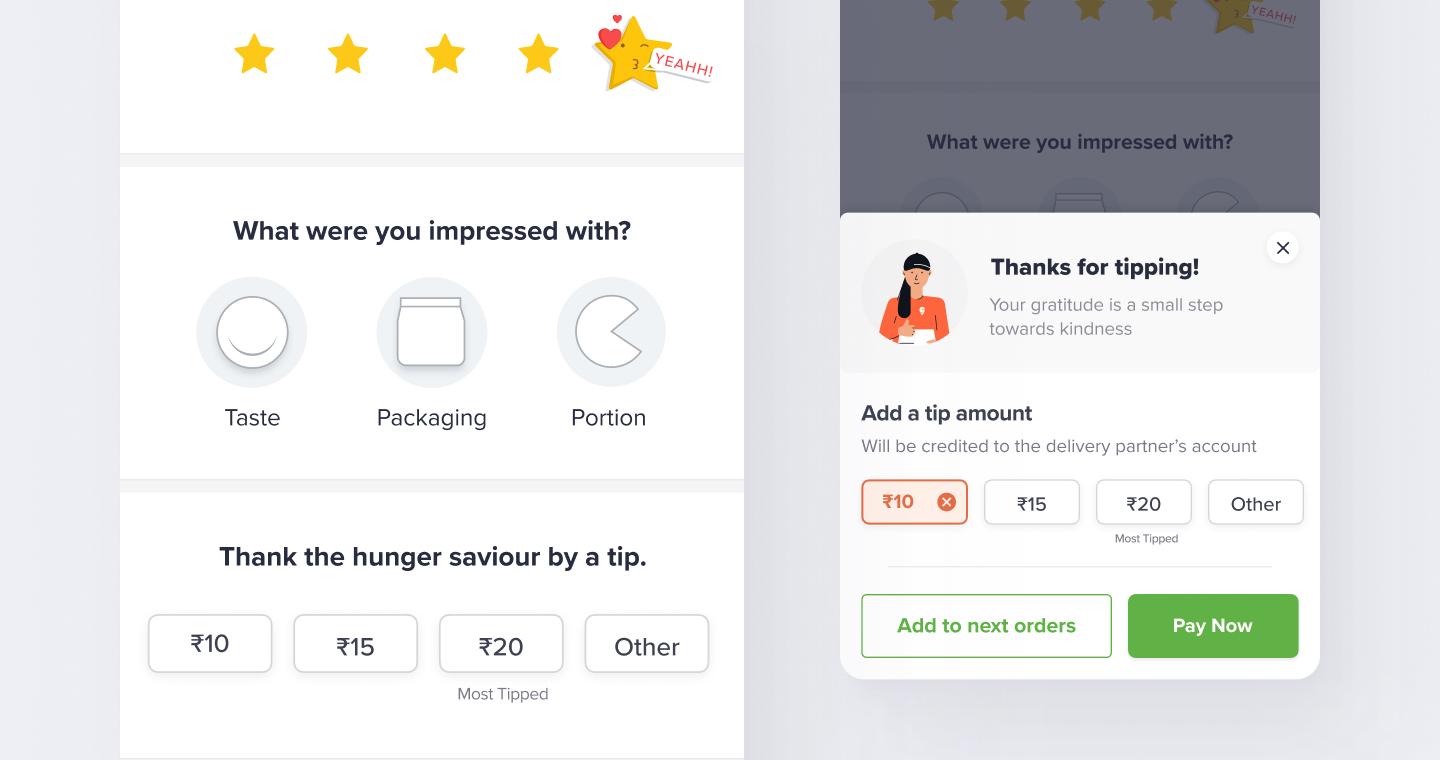 YEAHH!
What were you impressed with?
Taste
Packaging
Portion
Thank the hunger saviour by a tip.
₹10
₹15
₹20
Other
Most Tipped
YEAHH!
What were you impressed with?
Thanks for tipping!
Your gratitude is a small step
towards kindness
Add a tip amount
Will be credited to the delivery partner’s account
₹10
₹15
₹20
Other
Most Tipped
Add to next orders
Pay Now